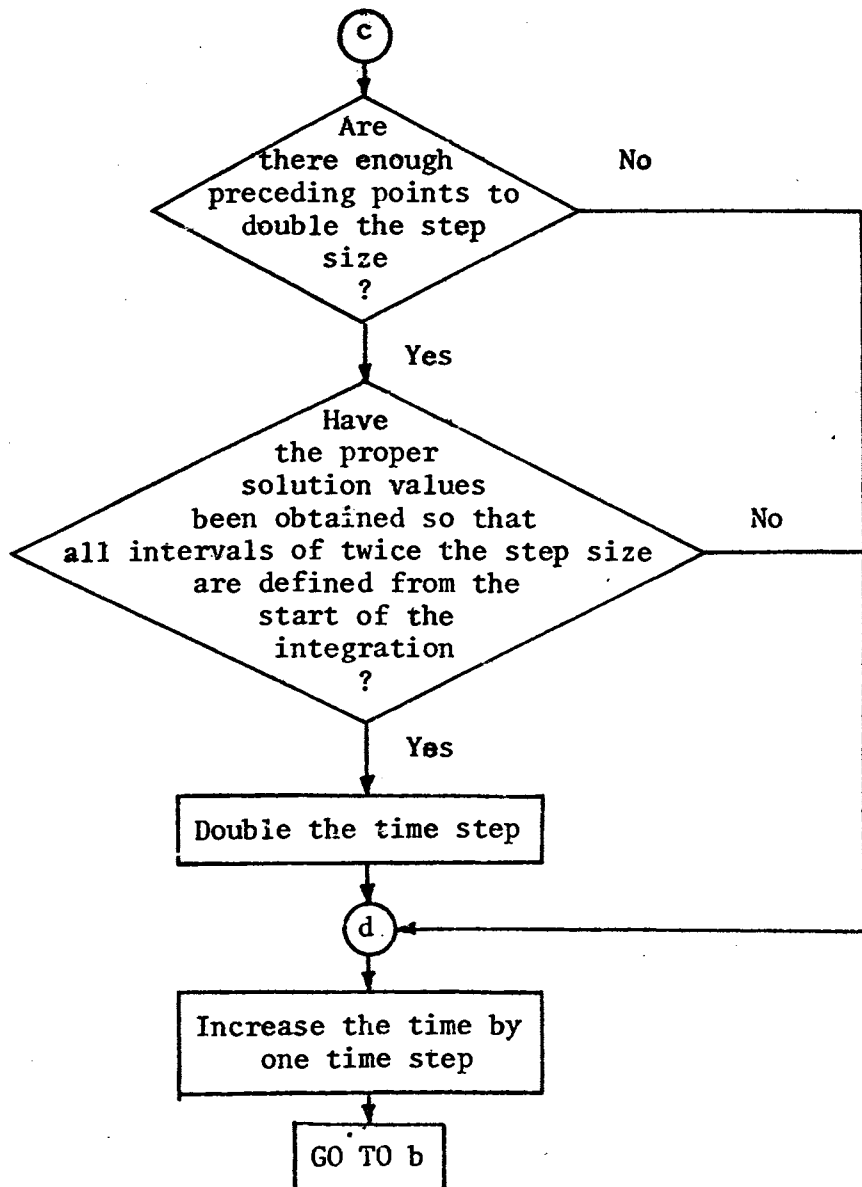 c
Are
there enough
preceding points to
double the step
size
?
No
Yes
Have
the proper
solution values
been obtained so that
all intervals of twice the step size
are defined from the
start of the
integration
?
No
Yes
Double the time step
d
Increase the time by
one time step
GO TO b